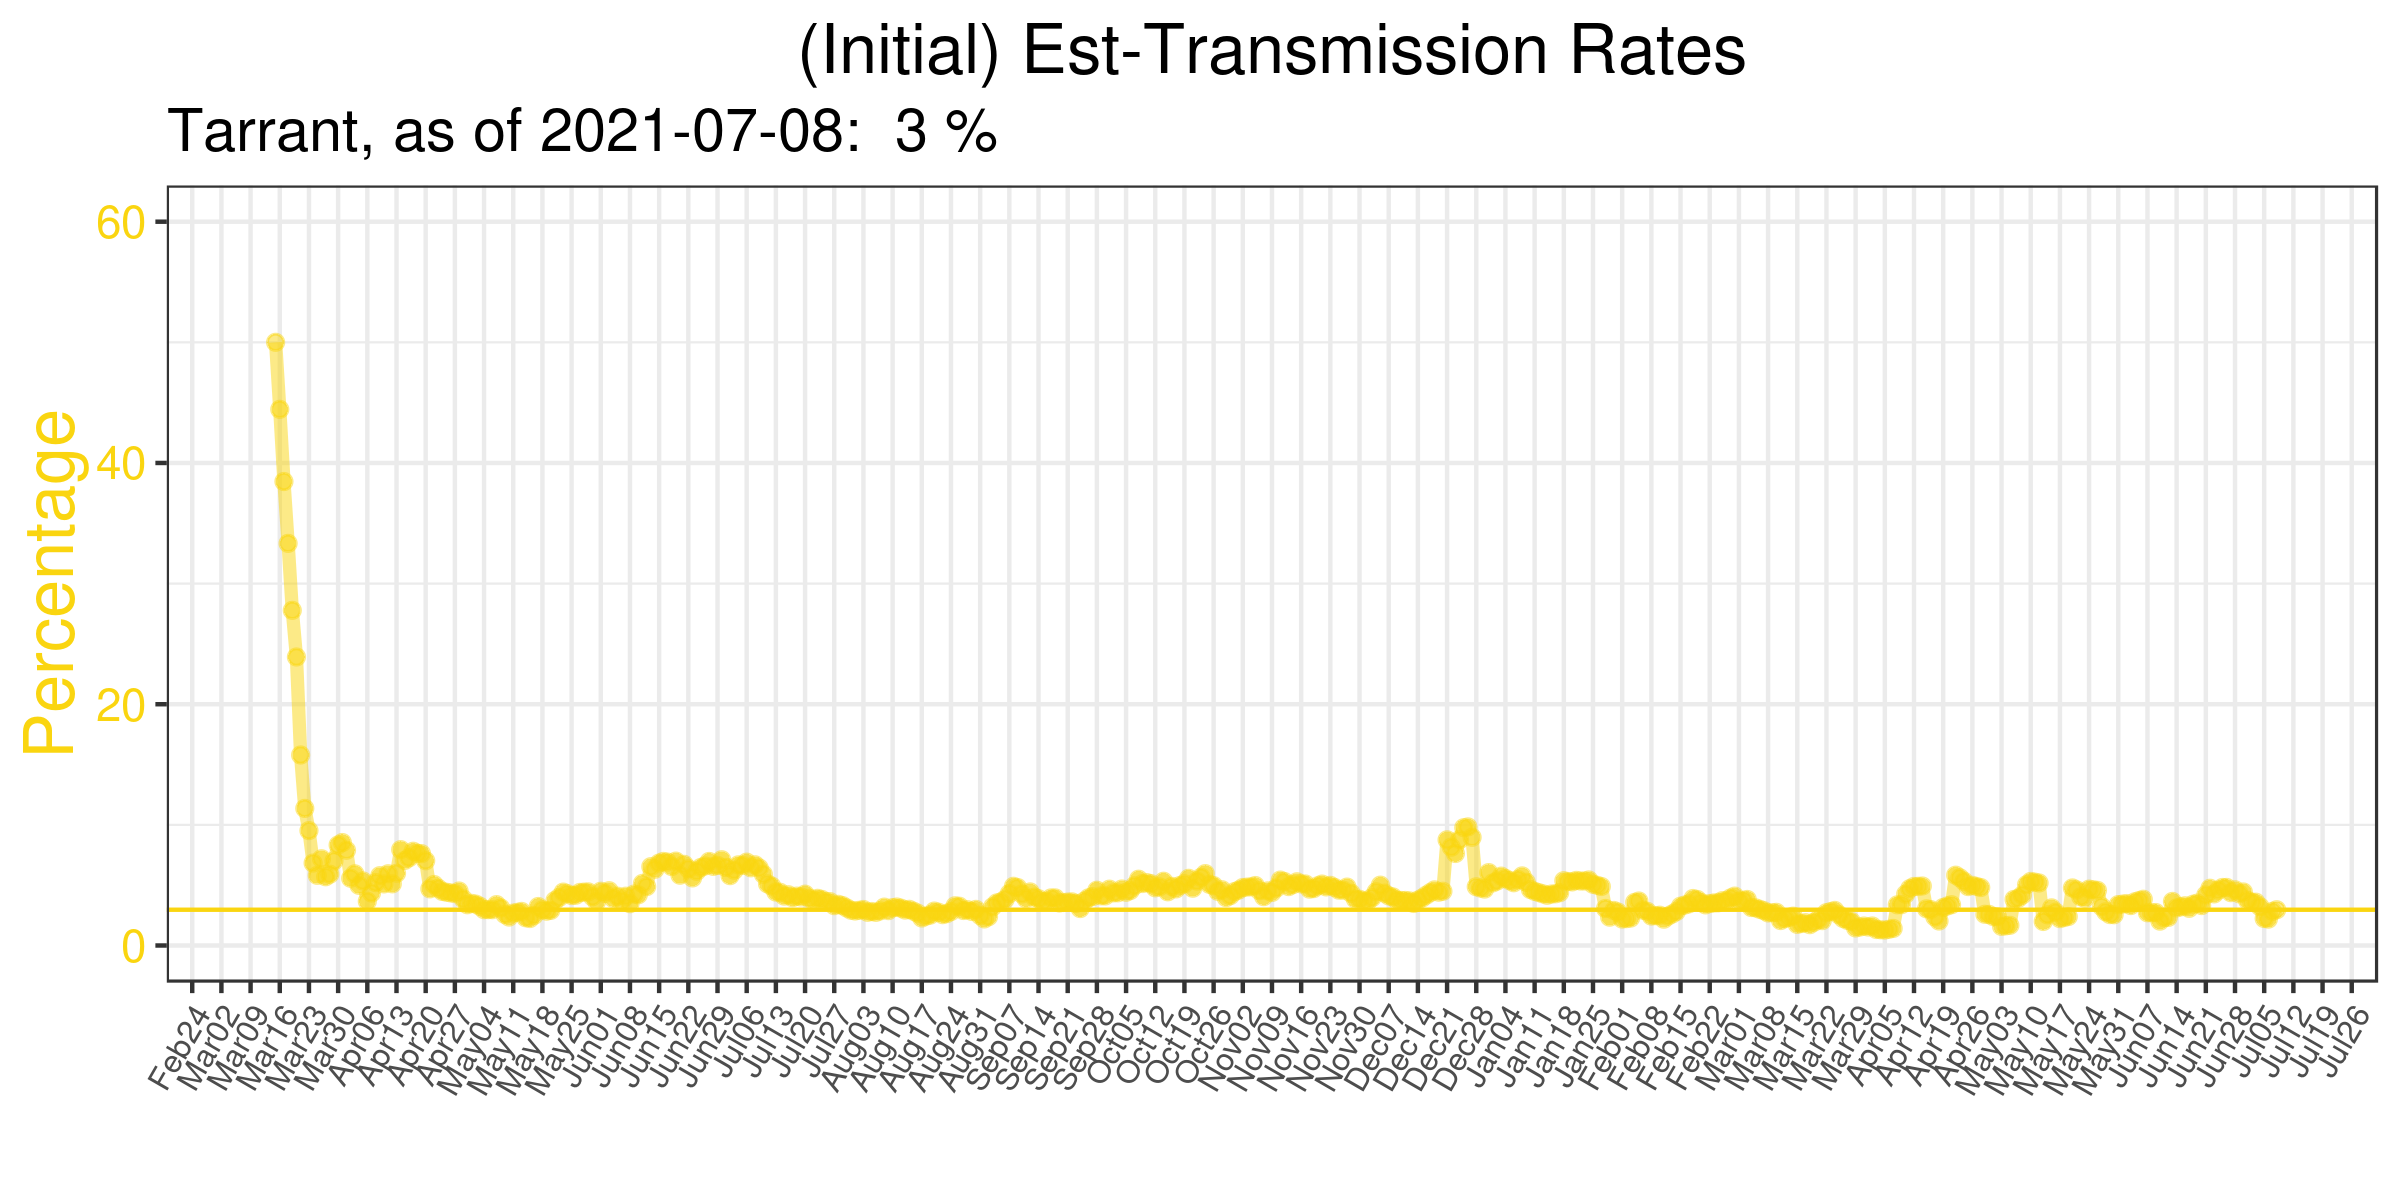 (Initial) Est-Transmission Rates
Tarrant, as of 2021-07-08:  3 %
Percentage
60
40
20
0
Feb24
Mar02
Mar09
Mar16
Mar23
Mar30
Apr06
Apr13
Apr20
Apr27
May04
May11
May18
May25
Jun01
Jun08
Jun15
Jun22
Jun29
Jul06
Jul13
Jul20
Jul27
Aug03
Aug10
Aug17
Aug24
Aug31
Sep07
Sep14
Sep21
Sep28
Oct05
Oct12
Oct19
Oct26
Nov02
Nov09
Nov16
Nov23
Nov30
Dec07
Dec14
Dec21
Dec28
Jan04
Jan11
Jan18
Jan25
Feb01
Feb08
Feb15
Feb22
Mar01
Mar08
Mar15
Mar22
Mar29
Apr05
Apr12
Apr19
Apr26
May03
May10
May17
May24
May31
Jun07
Jun14
Jun21
Jun28
Jul05
Jul12
Jul19
Jul26